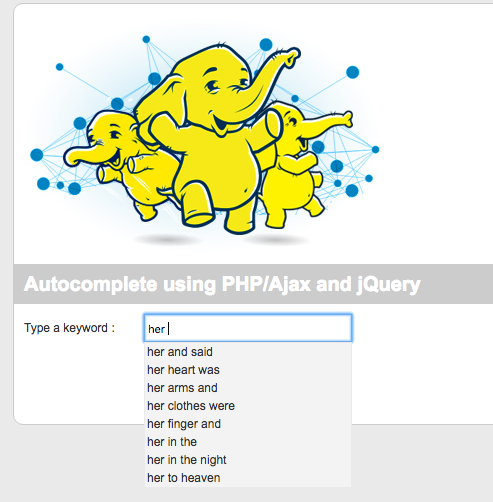 Autocomplete using PHP/Ajax and jQuery
Type a keyword : her
her and said
her heart was
her arms and
her clothes were
her finger and
her in the
her in the night
her to heaven